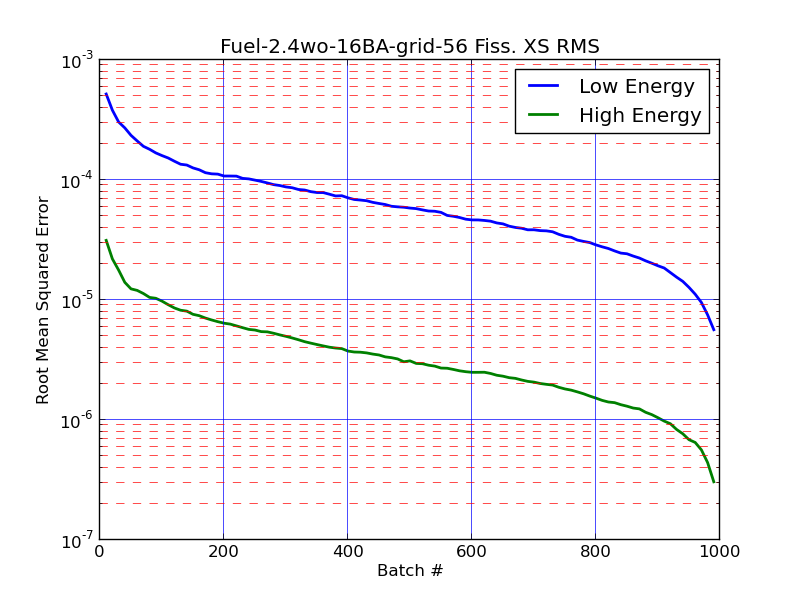 Fuel-2.4wo-16BA-grid-56 Fiss. XS RMS
Low Energy
High Energy
Root Mean Squared Error
10^-3
10^-4
10^-5
10^-6
10^-7
0 200 400 600 800 1000
Batch #